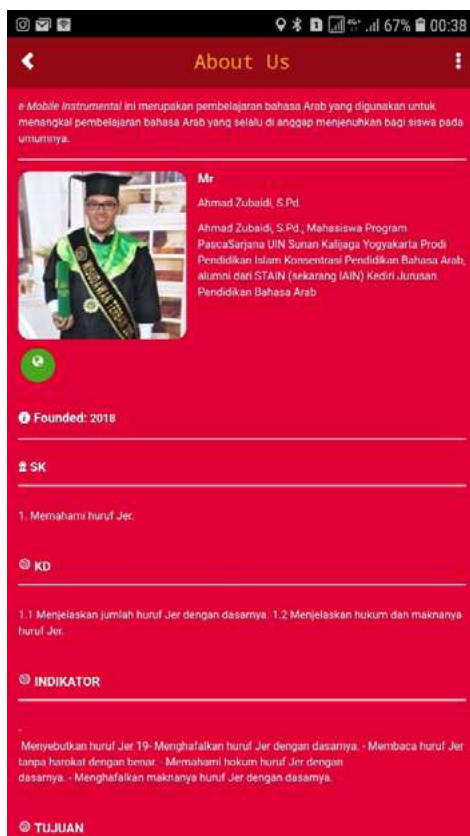 67% 00:38
About Us
e-Mobile Instrumental ini merupakan pembelajaran bahasa Arab yang digunakan untuk
menangkal pembelajaran bahasa Arab yang selalu di anggap menjenuhkan bagi siswa pada
umumnya.
Mr
Ahmad Zubaidi, S.Pd.
Ahmad Zubaidi, S.Pd., Mahasiswa Program
PascaSarjana UIN Sunan Kalijaga Yogyakarta Prodi
Pendidikan Islam Konsentrasi Pendidikan Bahasa Arab,
alumni dari STAIN (sekarang IAIN) Kediri Jurusan
Pendidikan Bahasa Arab
Founded: 2018
SK
1. Memahami huruf Jer.
KD
1.1 Menjelaskan jumlah huruf Jer dengan dasarnya. 1.2 Menjelaskan hukum dan maknanya
huruf Jer.
INDIKATOR
-
Menyebutkan huruf Jer 19- Menghafalkan huruf Jer dengan dasarnya. - Membaca huruf Jer
tanpa harokat dengan benar. - Memahami hokum huruf Jer dengan
dasarnya. - Menghafalkan maknanya huruf Jer dengan dasarnya.
TUJUAN